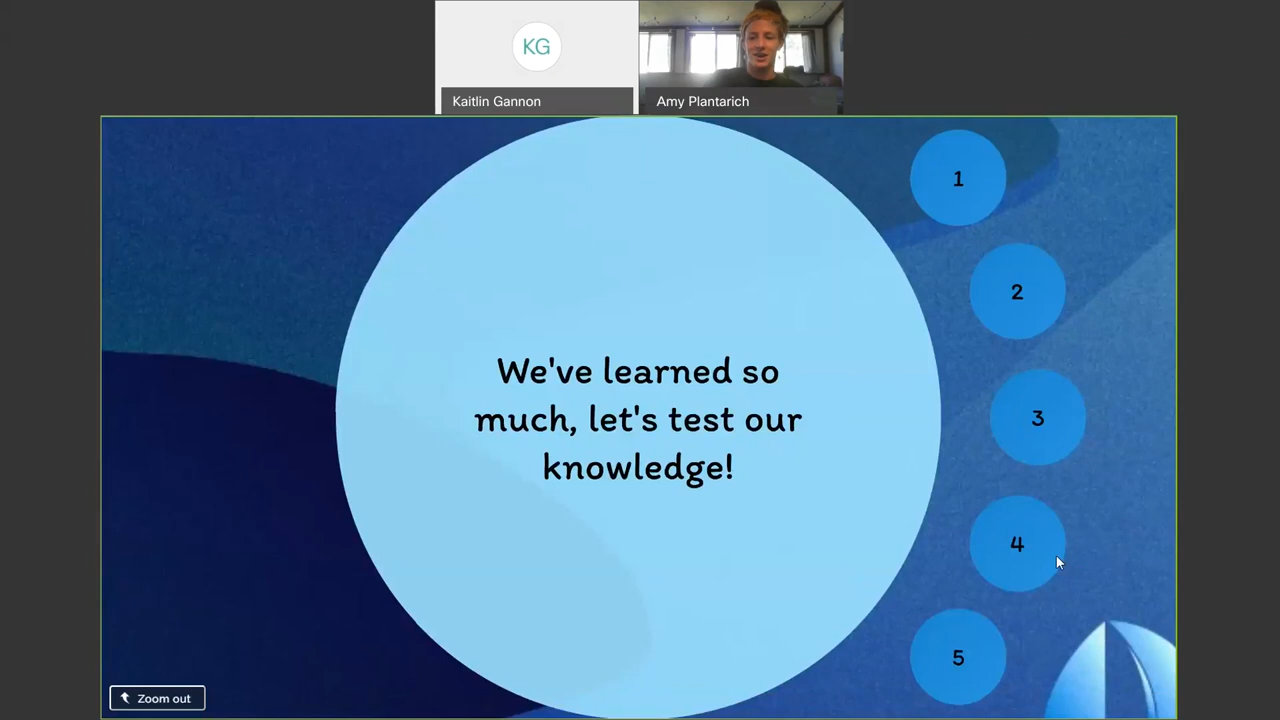 KG
Kaitlin Gannon
Amy Plantarich
1
2
We've learned so
much, let's test our
knowledge!
3
4
5
Zoom out